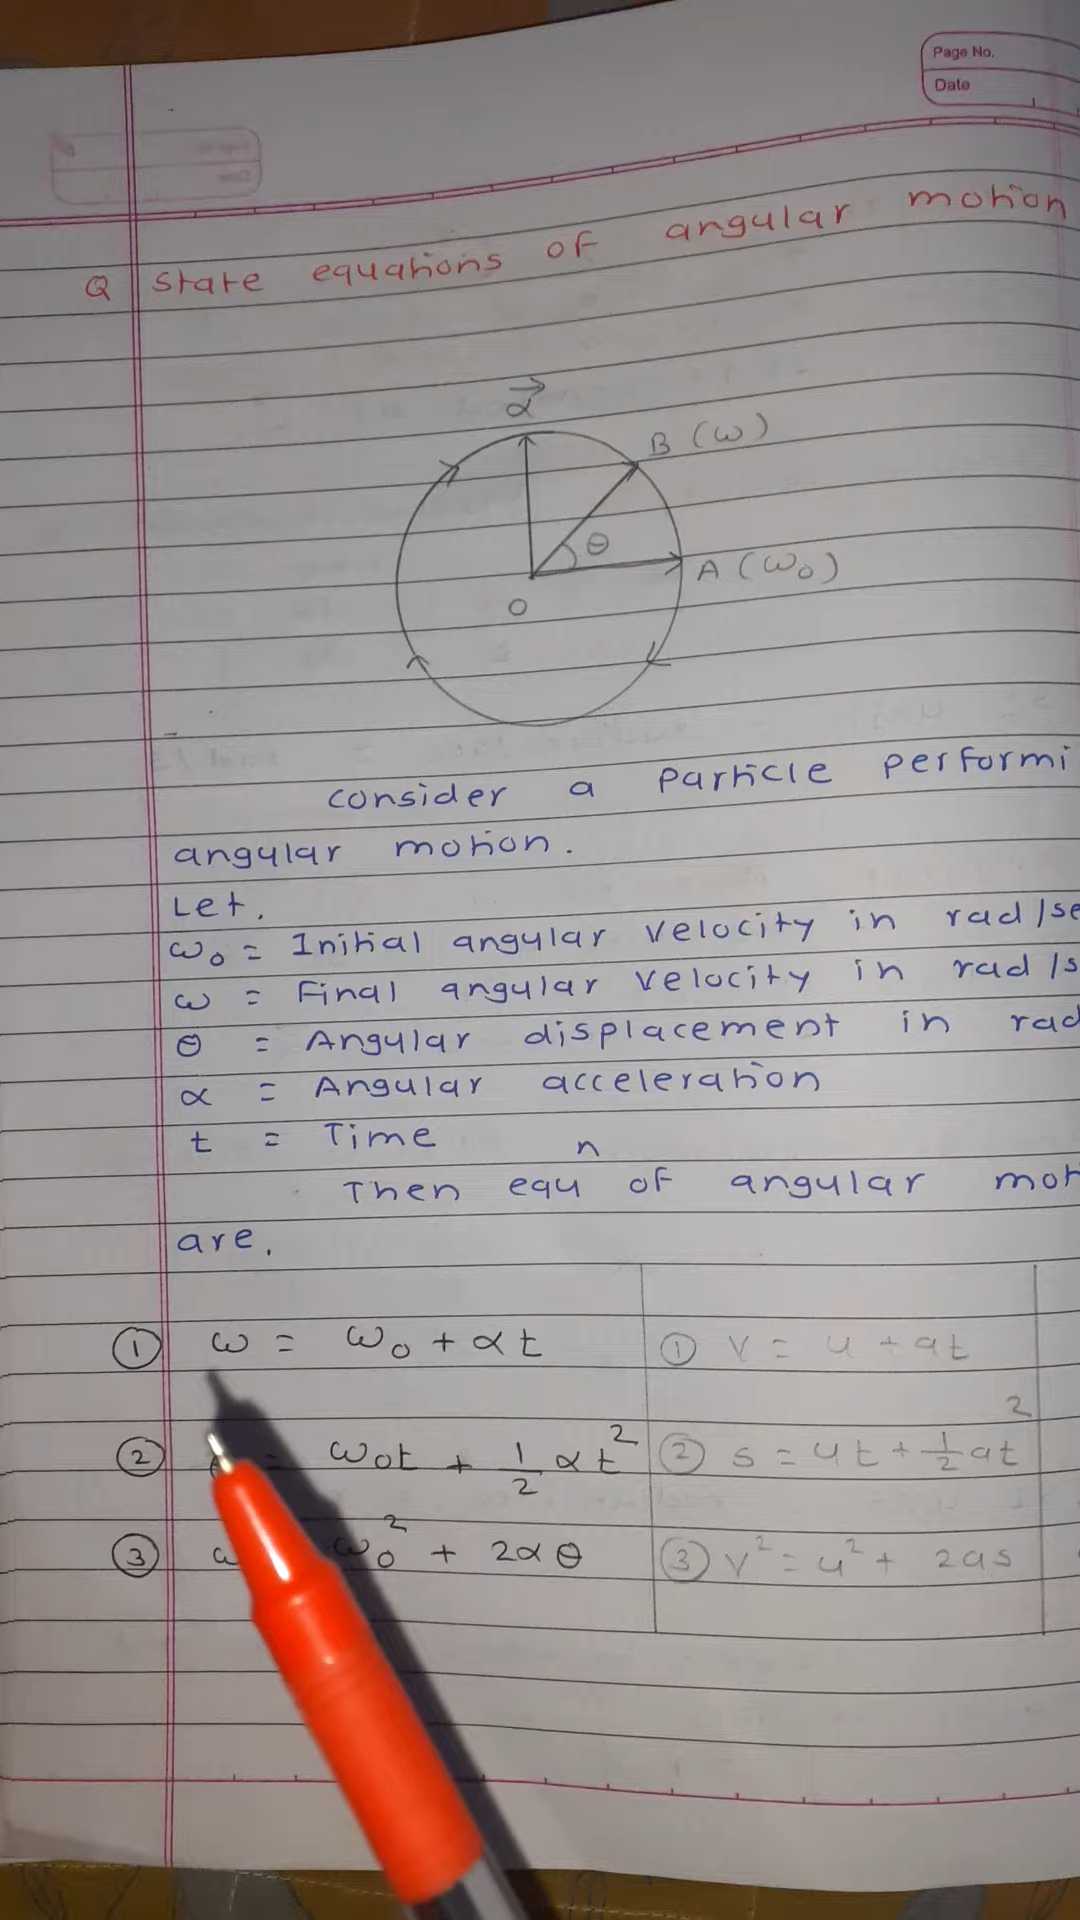 Page No.
Date
Q State equations of angular motion
α→
B (ω)
θ
A (ω₀)
O
consider a particle performi
angular motion.
Let,
ω₀ = Initial angular velocity in rad/se
ω = Final angular velocity in rad/s
θ = Angular displacement in rad
α = Angular acceleration
t = Time
Then equⁿ of angular mot
are,
① ω = ω₀ + αt ① v = u + at
② = ω₀t + 1/2 αt² ② s = ut + 1/2 at²
③ ω₀² + 2αθ ③ v² = u² + 2as